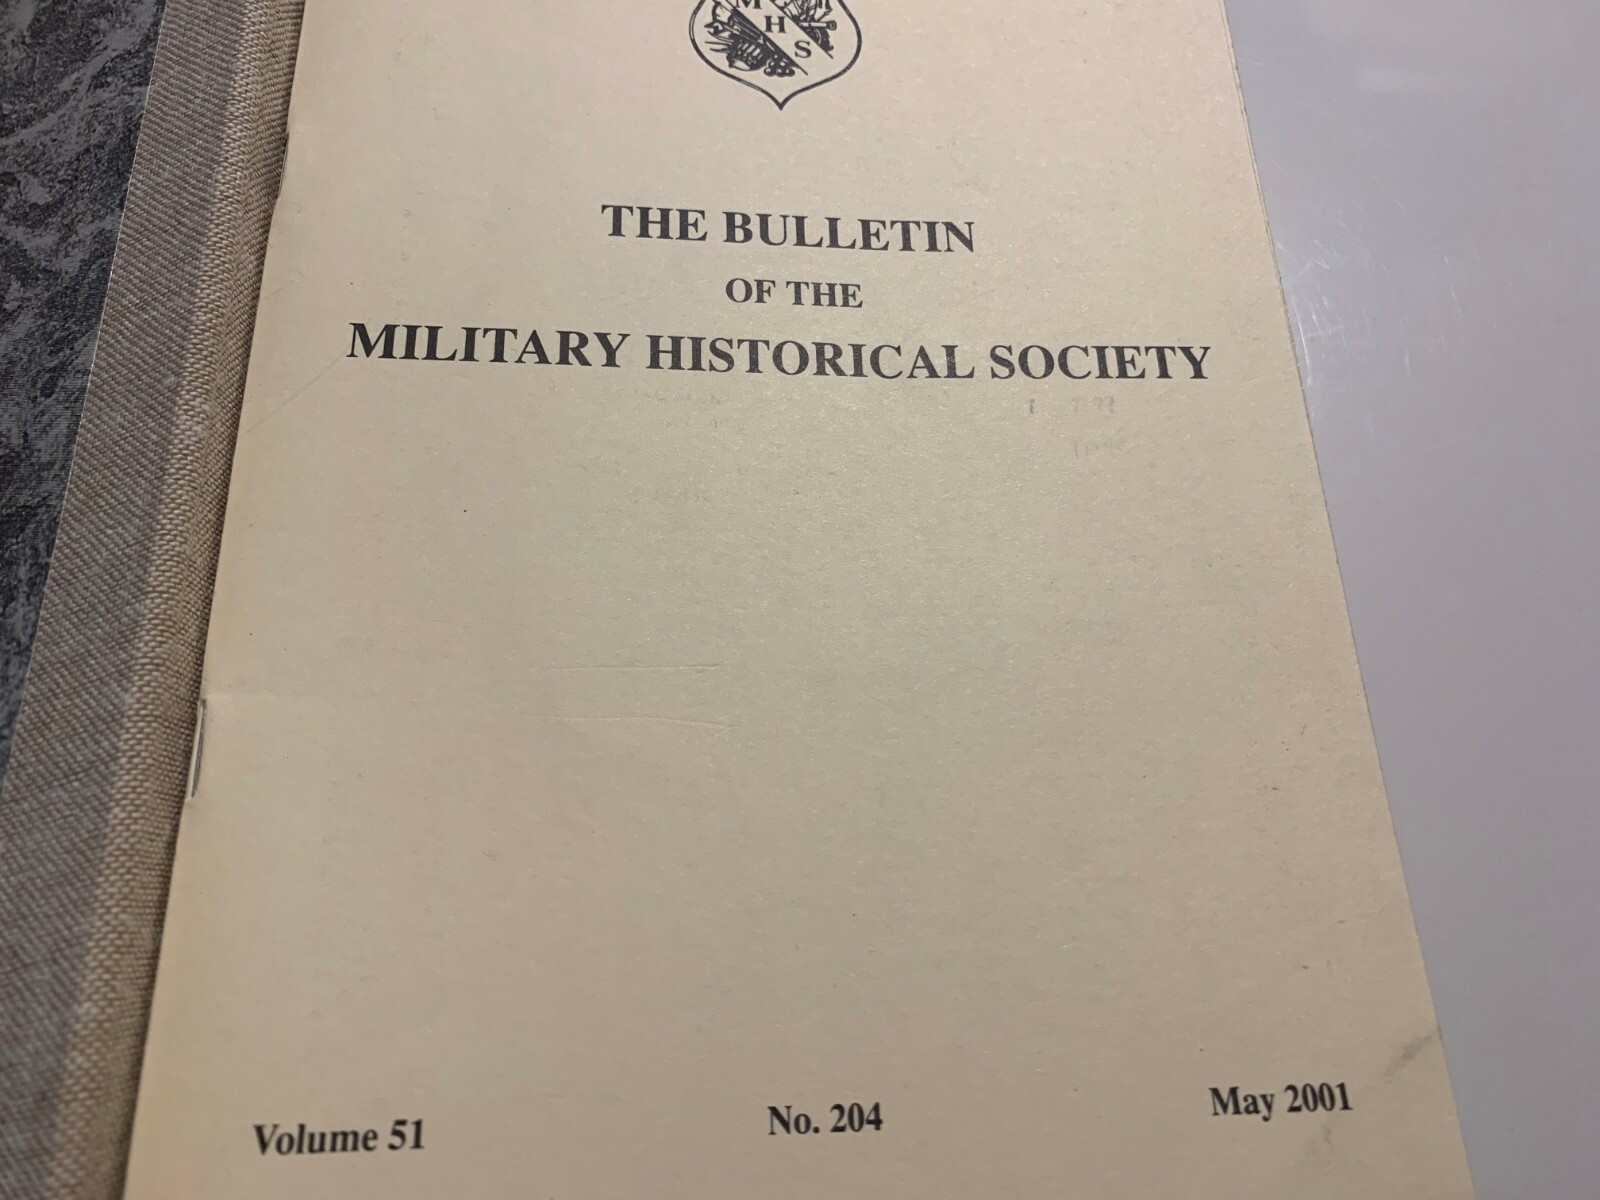 M
H
S
THE BULLETIN
OF THE
MILITARY HISTORICAL SOCIETY
Volume 51 No. 204 May 2001